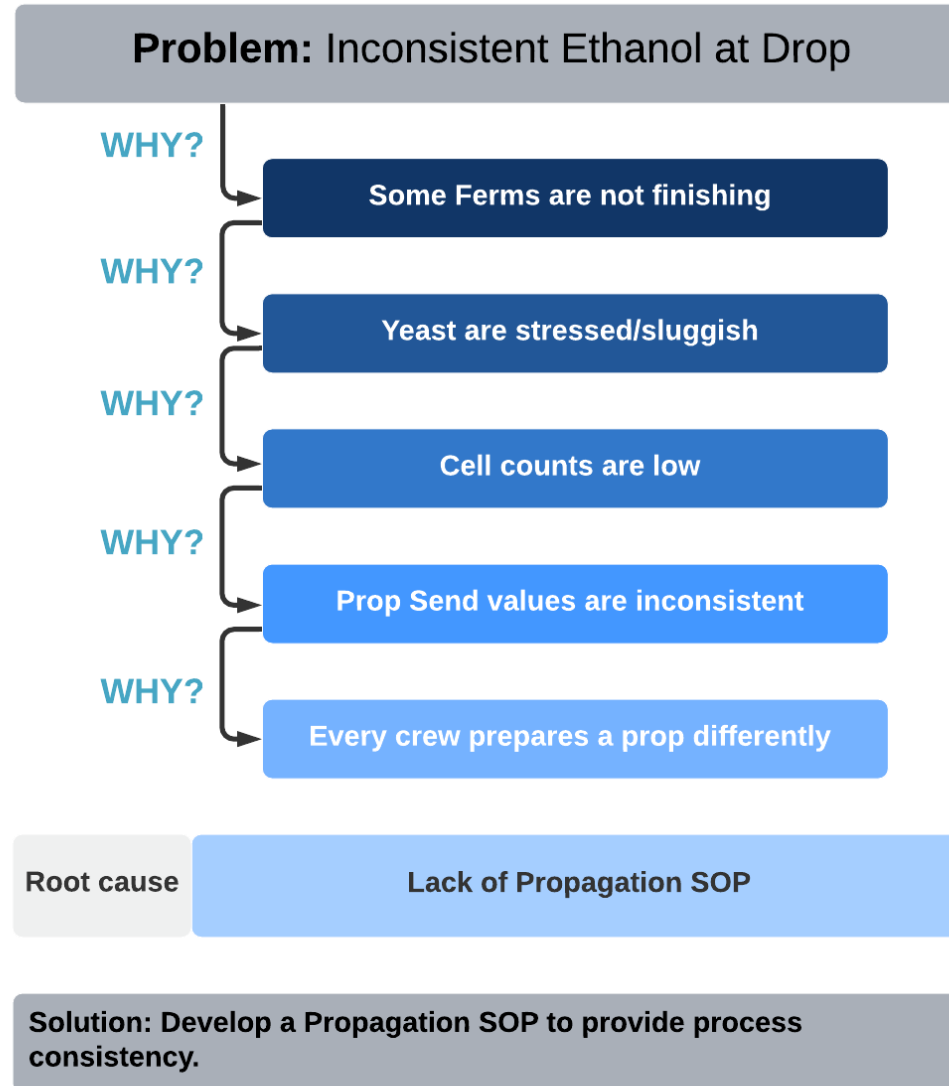 Problem: Inconsistent Ethanol at Drop
WHY?
Some Ferms are not finishing
WHY?
Yeast are stressed/sluggish
WHY?
Cell counts are low
WHY?
Prop Send values are inconsistent
WHY?
Every crew prepares a prop differently
Root cause
Lack of Propagation SOP
Solution: Develop a Propagation SOP to provide process
consistency.